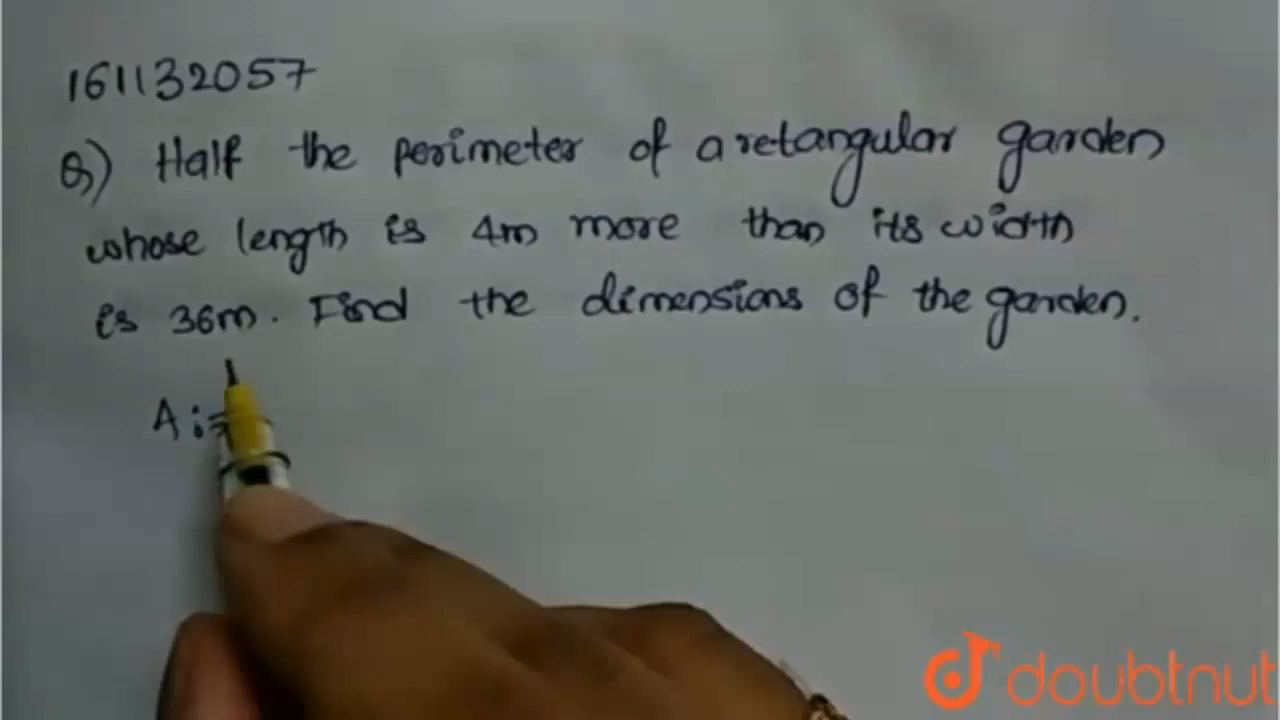 161132057
Q) Half the perimeter of a retangular garden
whose length is 4m more than its width
is 36m. Find the dimensions of the garden.
A :-
doubtnut